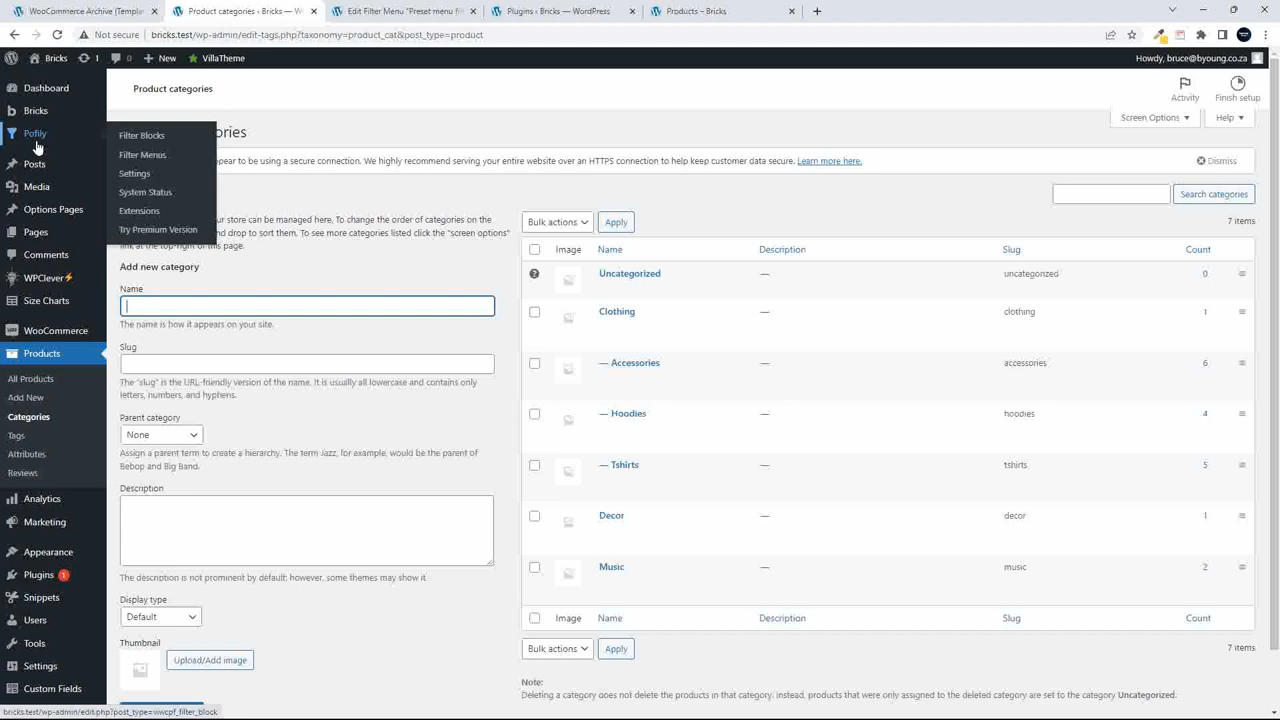 WooCommerce Archive (Templa
Product categories ‹ Bricks — W
Edit Filter Menu "Preset menu fi
Plugins ‹ Bricks — WordPress
Products – Bricks
Not secure
bricks.test/wp-admin/edit-tags.php?taxonomy=product_cat&post_type=product
Bricks
1
0
New
VillaTheme
Howdy, bruce@byoung.co.za
Dashboard
Bricks
Pofily
Posts
Media
Options Pages
Pages
Comments
WPClever⚡
Size Charts
WooCommerce
Products
All Products
Add New
Categories
Tags
Attributes
Reviews
Analytics
Marketing
Appearance
Plugins 1
Snippets
Users
Tools
Settings
Custom Fields
Filter Blocks
Filter Menus
Settings
System Status
Extensions
Try Premium Version
Product categories
Activity
Finish setup
Screen Options
Help
ories
pear to be using a secure connection. We highly recommend serving your entire website over an HTTPS connection to help keep customer data secure. Learn more here.
Dismiss
Search categories
ur store can be managed here. To change the order of categories on the
nd drop to sort them. To see more categories listed click the "screen options"
link at the top-right of this page.
Add new category
Name
The name is how it appears on your site.
Slug
The "slug" is the URL-friendly version of the name. It is usually all lowercase and contains only
letters, numbers, and hyphens.
Parent category
None
Assign a parent term to create a hierarchy. The term Jazz, for example, would be the parent of
Bebop and Big Band.
Description
The description is not prominent by default; however, some themes may show it.
Display type
Default
Thumbnail
Upload/Add image
Bulk actions
Apply
7 items
Image Name Description Slug Count
Uncategorized — uncategorized 0
Clothing — clothing 1
— Accessories — accessories 6
— Hoodies — hoodies 4
— Tshirts — tshirts 5
Decor — decor 1
Music — music 2
Image Name Description Slug Count
Bulk actions
Apply
7 items
Note:
Deleting a category does not delete the products in that category. Instead, products that were only assigned to the deleted category are set to the category Uncategorized.
bricks.test/wp-admin/edit.php?post_type=wwcpf_filter_block